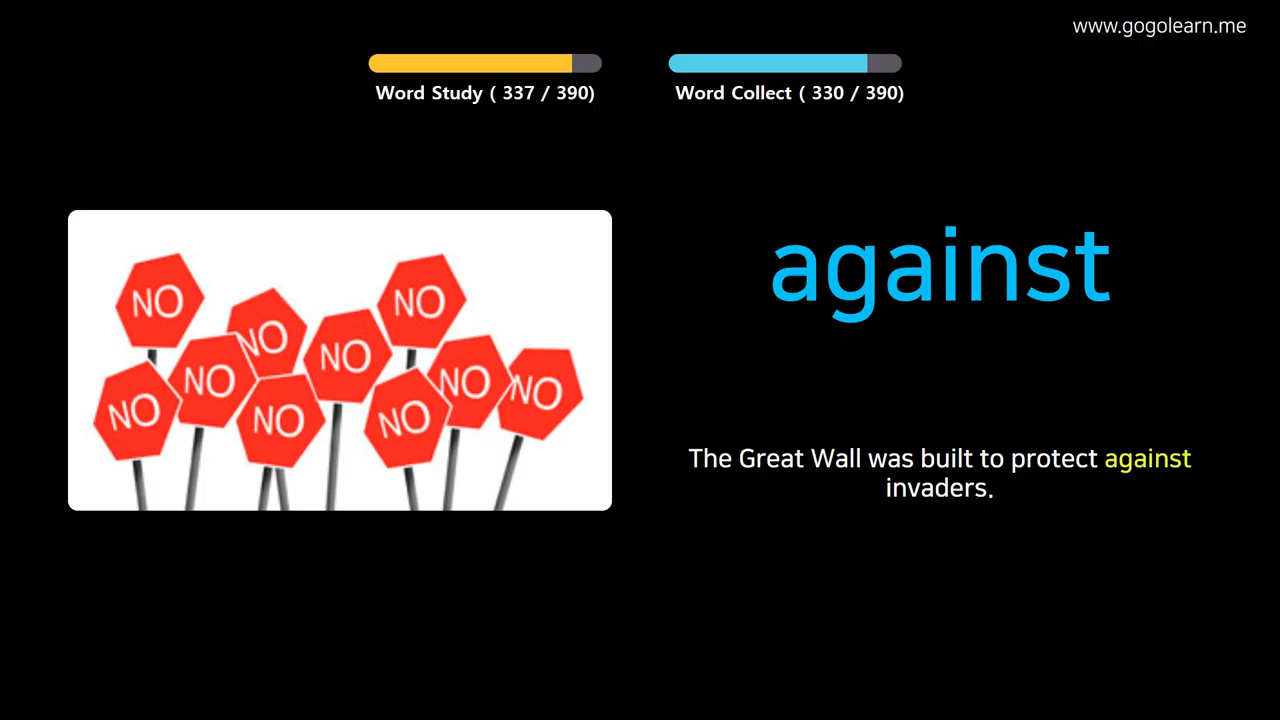 www.gogolearn.me
Word Study ( 337 / 390)
Word Collect ( 330 / 390)
NO
NO
NO
NO
NO
NO
NO
NO
NO
NO
against
The Great Wall was built to protect against
invaders.